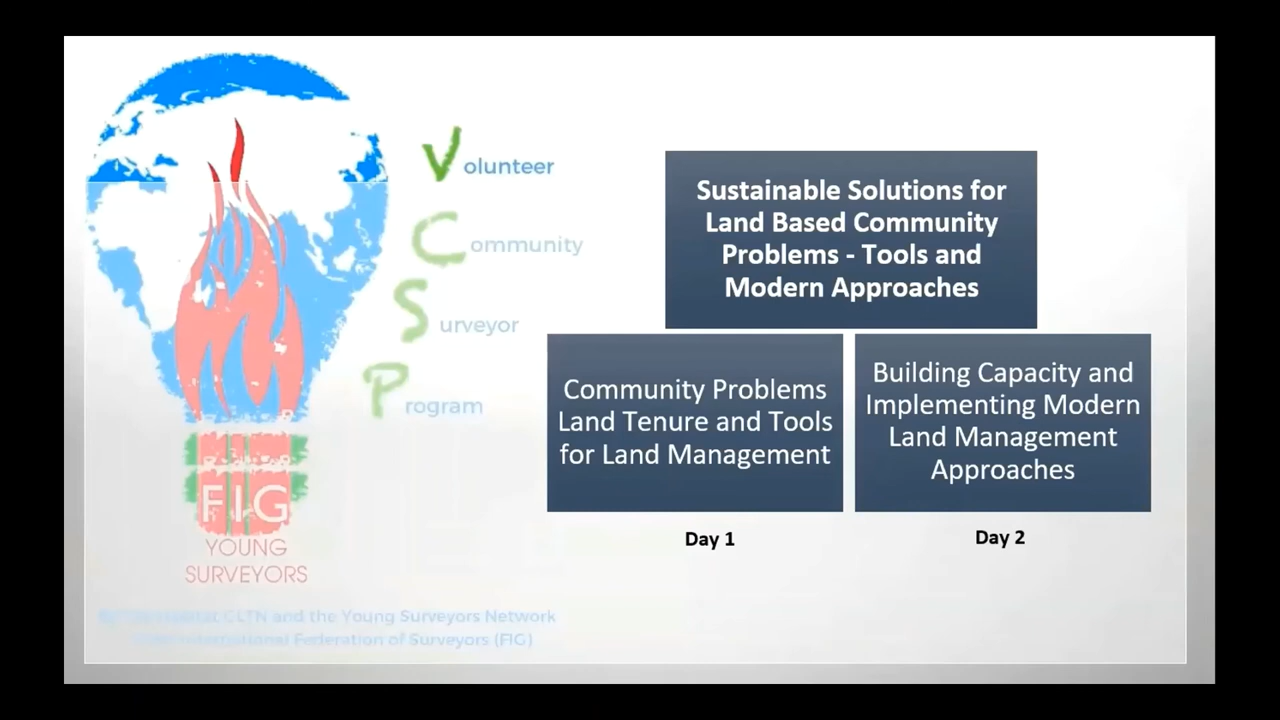 Volunteer
Community
Surveyor
Program
FIG
YOUNG
SURVEYORS
CLTN and the Young Surveyors Network
International Federation of Surveyors (FIG)
Sustainable Solutions for
Land Based Community
Problems - Tools and
Modern Approaches
Community Problems
Land Tenure and Tools
for Land Management
Day 1
Building Capacity and
Implementing Modern
Land Management
Approaches
Day 2